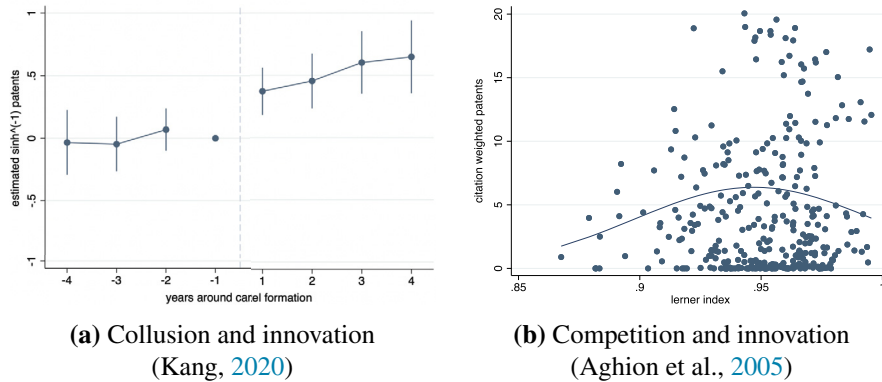 estimated sinh^(-1) patents
1
.5
0
-.5
-1
-4 -3 -2 -1 1 2 3 4
years around carel formation
(a) Collusion and innovation
(Kang, 2020)
citation weighted patents
20
15
10
5
0
.85 .9 .95 1
lerner index
(b) Competition and innovation
(Aghion et al., 2005)